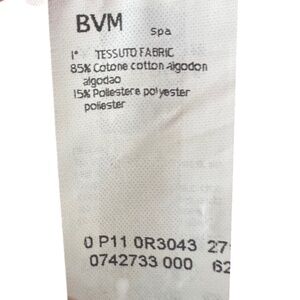 BVM Spa
1° TESSUTO FABRIC
85% Cotone cotton algodon
algodao
15% Poliestere polyester
poliester
0 P11 0R3043 27
0742733 000 62